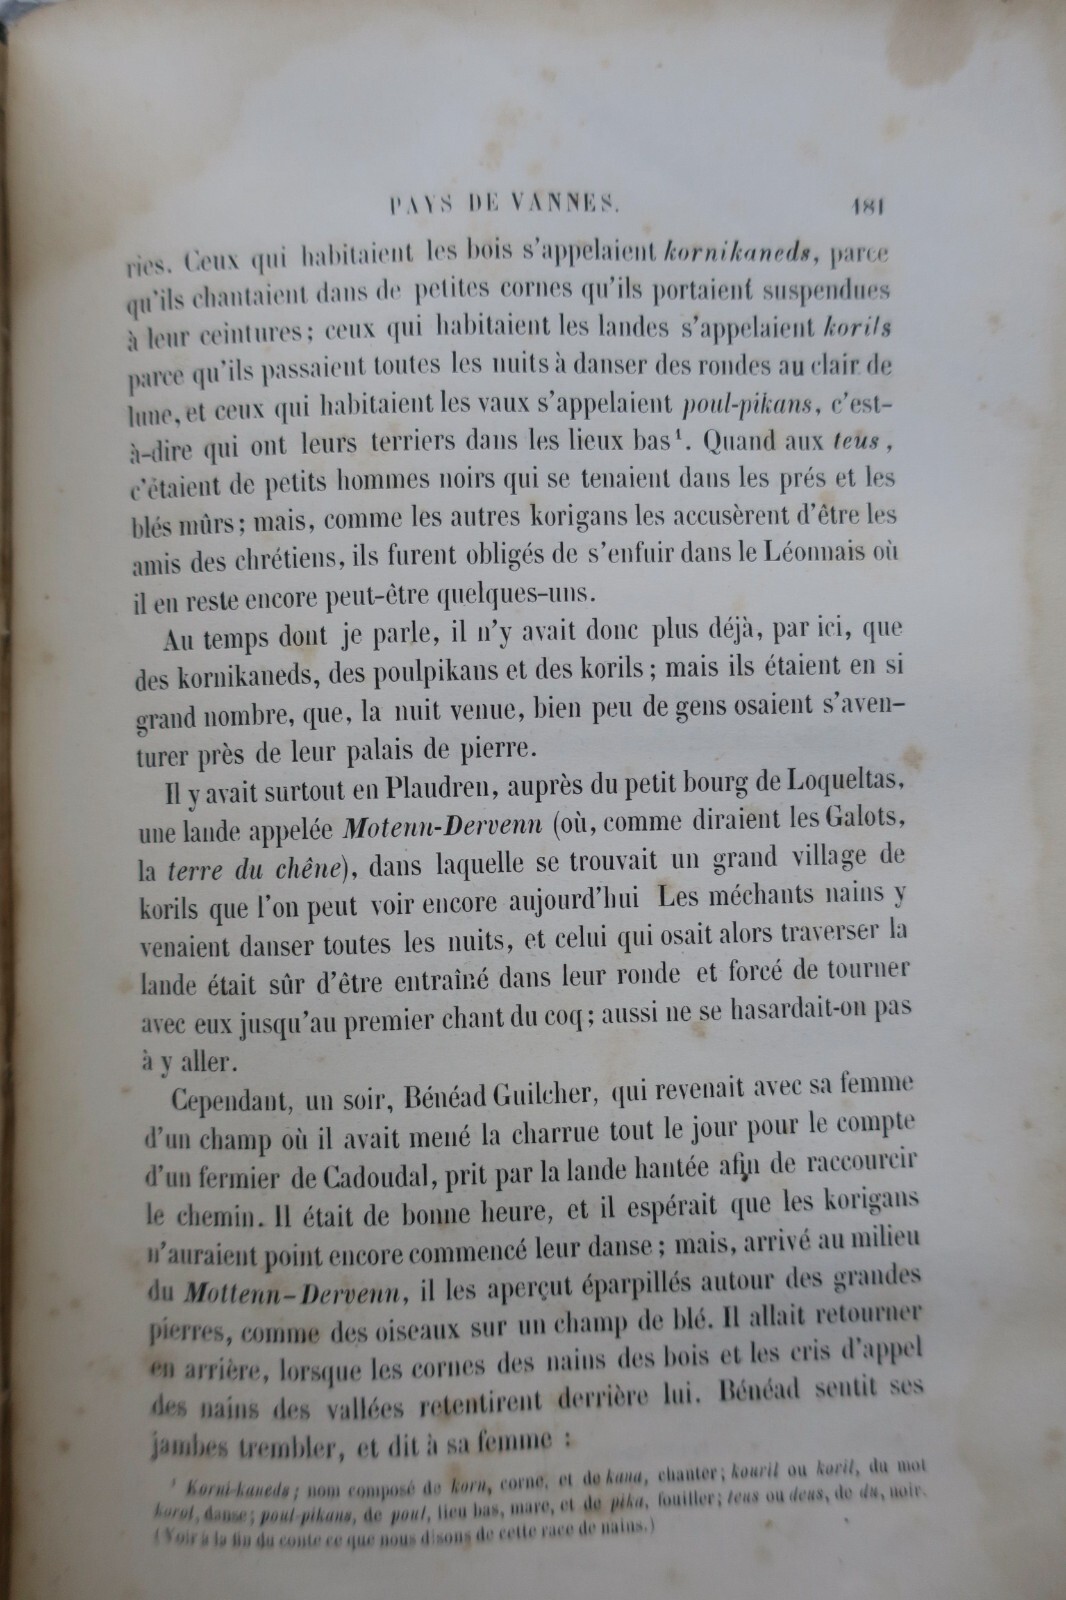 PAYS DE VANNES.
181
ries. Ceux qui habitaient les bois s'appelaient kornikaneds, parce
qu'ils chantaient dans de petites cornes qu'ils portaient suspendues
à leur ceintures; ceux qui habitaient les landes s'appelaient korils
parce qu'ils passaient toutes les nuits à danser des rondes au clair de
lune, et ceux qui habitaient les vaux s'appelaient poul-pikans, c'est-
à-dire qui ont leurs terriers dans les lieux bas¹. Quand aux teus,
c'étaient de petits hommes noirs qui se tenaient dans les prés et les
blés mûrs; mais, comme les autres korigans les accusèrent d'être les
amis des chrétiens, ils furent obligés de s'enfuir dans le Léonnais où
il en reste encore peut-être quelques-uns.
Au temps dont je parle, il n'y avait donc plus déjà, par ici, que
des kornikaneds, des poulpikans et des korils; mais ils étaient en si
grand nombre, que, la nuit venue, bien peu de gens osaient s'aven-
turer près de leur palais de pierre.
Il y avait surtout en Plaudren, auprès du petit bourg de Loqueltas,
une lande appelée Motenn-Dervenn (où, comme diraient les Galots,
la terre du chêne), dans laquelle se trouvait un grand village de
korils que l'on peut voir encore aujourd'hui Les méchants nains y
venaient danser toutes les nuits, et celui qui osait alors traverser la
lande était sûr d'être entraîné dans leur ronde et forcé de tourner
avec eux jusqu'au premier chant du coq; aussi ne se hasardait-on pas
à y aller.
Cependant, un soir, Bénéad Guilcher, qui revenait avec sa femme
d'un champ où il avait mené la charrue tout le jour pour le compte
d'un fermier de Cadoudal, prit par la lande hantée afin de raccourcir
le chemin. Il était de bonne heure, et il espérait que les korigans
n'auraient point encore commencé leur danse; mais, arrivé au milieu
du Mottenn-Dervenn, il les aperçut éparpillés autour des grandes
pierres, comme des oiseaux sur un champ de blé. Il allait retourner
en arrière, lorsque les cornes des nains des bois et les cris d'appel
des nains des vallées retentirent derrière lui. Bénéad sentit ses
jambes trembler, et dit à sa femme :
¹ Korni-kaneds; nom composé de korn, corne, et de kana, chanter; kouril ou koril, du mot
korol, danse; poul-pikans, de poul, lieu bas, mare, et de pika, fouiller; teus ou deus, de du, noir.
(Voir à la fin du conte ce que nous disons de cette race de nains.)